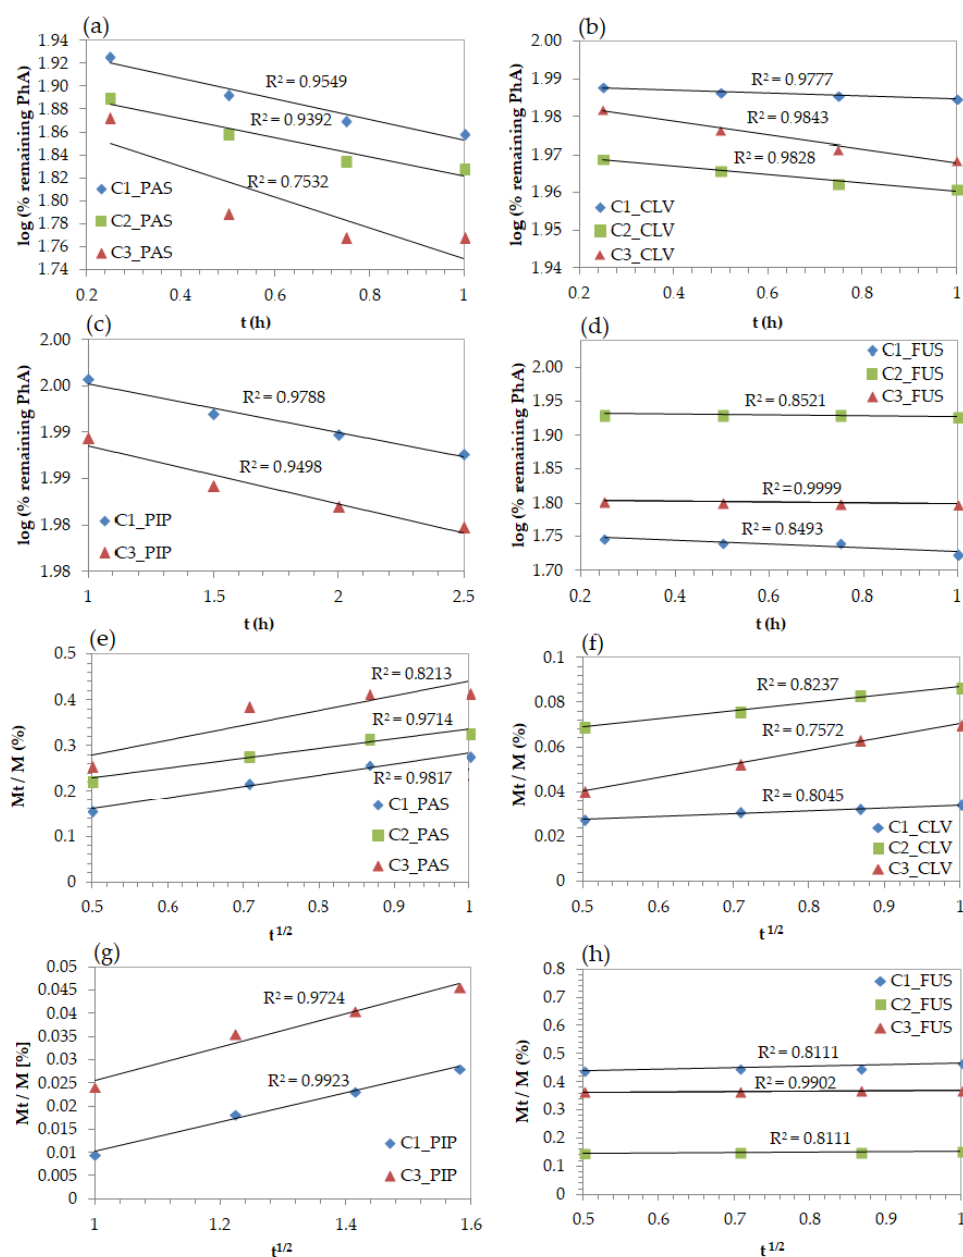 (a)
log (% remaining PhA)
1.94
1.90
1.86
1.84
1.82
1.80
1.78
1.76
1.74
R² = 0.9549
R² = 0.9392
R² = 0.7532
C1_PAS
C2_PAS
C3_PAS
0.2 0.4 0.6 0.8 1
t (h)
(b)
log (% remaining PhA)
2.00
1.99
1.98
1.97
1.96
1.95
1.94
R² = 0.9777
R² = 0.9843
R² = 0.9828
C1_CLV
C2_CLV
C3_CLV
0.2 0.4 0.6 0.8 1
t (h)
(c)
log (% remaining PhA)
2.00
2.00
1.99
1.99
1.98
1.98
R² = 0.9788
R² = 0.9498
C1_PIP
C3_PIP
1 1.5 2 2.5
t (h)
(d)
log (% remaining PhA)
2.00
1.95
1.90
1.80
1.75
1.70
C1_FUS
C2_FUS
C3_FUS
R² = 0.8521
R² = 0.9999
R² = 0.8493
0.2 0.4 0.6 0.8 1
t (h)
(e)
Mt / M (%)
0.5
0.4
0.3
0.2
0.1
0
R² = 0.8213
R² = 0.9714
R² = 0.9817
C1_PAS
C2_PAS
C3_PAS
0.5 0.6 0.7 0.8 0.9 1
t 1/2
(f)
Mt / M (%)
0.1
0.08
0.06
0.04
0.02
0
R² = 0.8237
R² = 0.7572
R² = 0.8045
C1_CLV
C2_CLV
C3_CLV
0.5 0.6 0.7 0.8 0.9 1
t 1/2
(g)
Mt / M [%]
0.05
0.045
0.04
0.035
0.03
0.025
0.02
0.015
0.01
0.005
0
R² = 0.9724
R² = 0.9923
C1_PIP
C3_PIP
1 1.2 1.4 1.6
t1/2
(h)
Mt / M (%)
0.8
0.7
0.6
0.5
0.4
0.3
0.2
0.1
0
C1_FUS
C2_FUS
C3_FUS
R² = 0.8111
R² = 0.9902
R² = 0.8111
0.5 0.6 0.7 0.8 0.9 1
t1/2